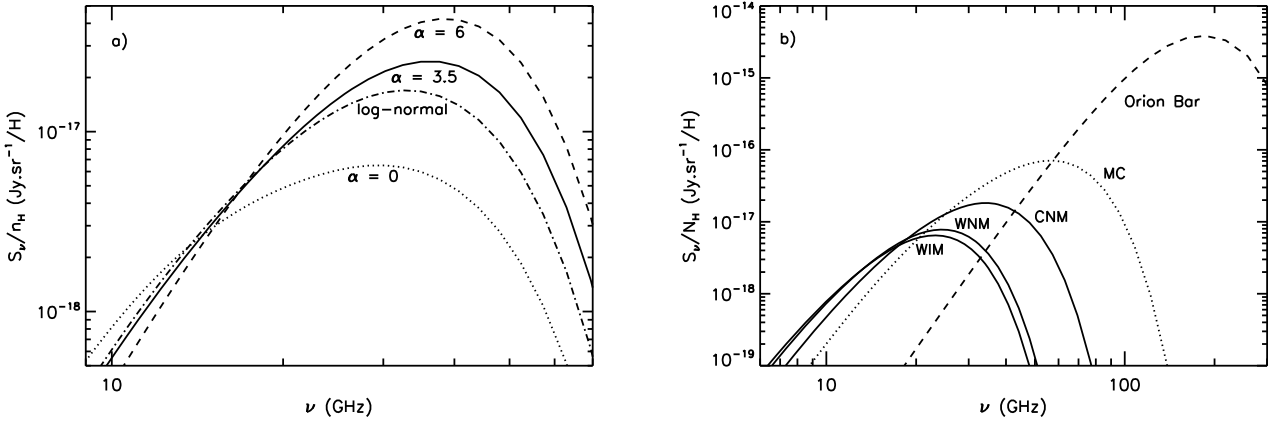 a)
α = 6
α = 3.5
log-normal
α = 0
10⁻¹⁷
10⁻¹⁸
10
S_ν/n_H (Jy.sr⁻¹/H)
ν (GHz)
b)
Orion Bar
MC
CNM
WNM
WIM
10⁻¹⁴
10⁻¹⁵
10⁻¹⁶
10⁻¹⁷
10⁻¹⁸
10⁻¹⁹
10 100
S_ν/N_H (Jy.sr⁻¹/H)
ν (GHz)